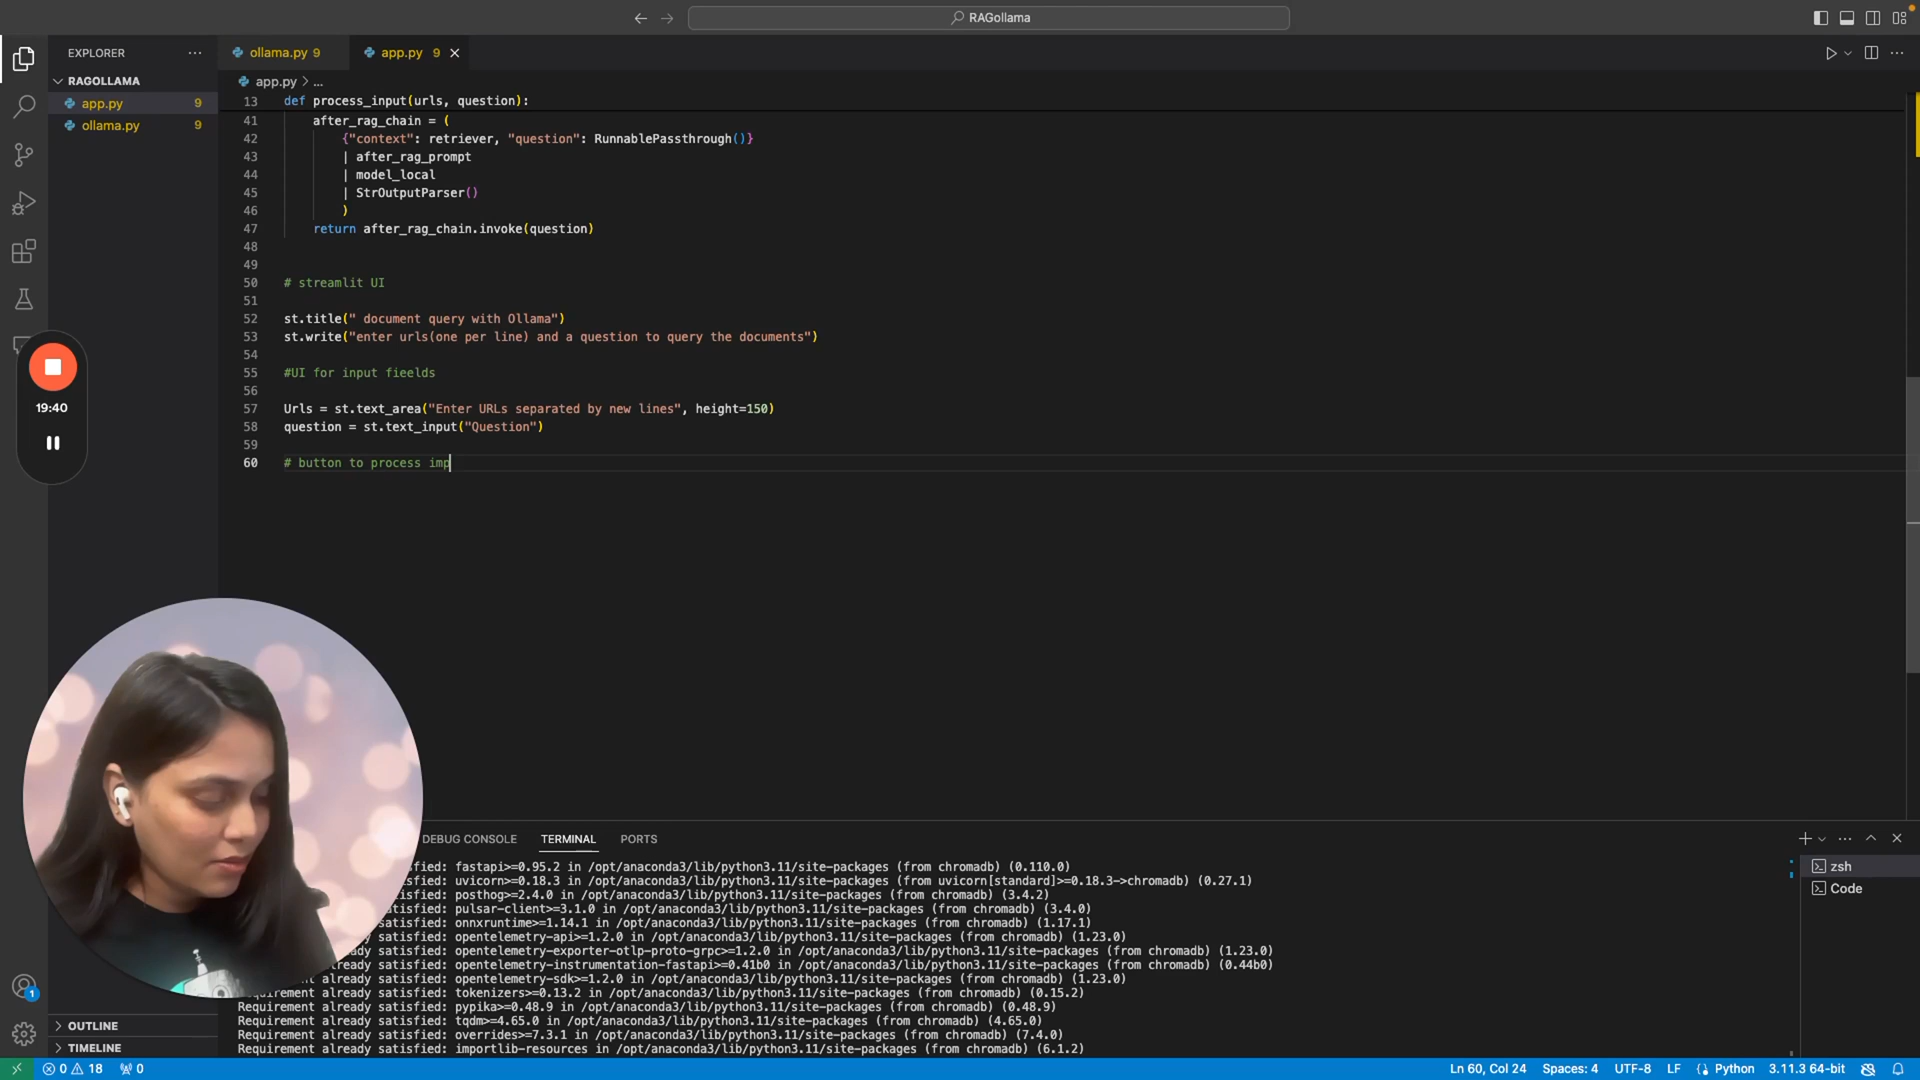 RAGollama
EXPLORER
RAGOLLAMA
app.py 9
ollama.py 9
ollama.py 9
app.py 9
app.py > ...
13 def process_input(urls, question):
41 after_rag_chain = (
42 {"context": retriever, "question": RunnablePassthrough()}
43 | after_rag_prompt
44 | model_local
45 | StrOutputParser()
46 )
47 return after_rag_chain.invoke(question)
48
49
50 # streamlit UI
51
52 st.title(" document query with Ollama")
53 st.write("enter urls(one per line) and a question to query the documents")
54
55 #UI for input fieelds
56
57 Urls = st.text_area("Enter URLs separated by new lines", height=150)
58 question = st.text_input("Question")
59
60 # button to process imp
19:40
DEBUG CONSOLE TERMINAL PORTS
sfied: fastapi>=0.95.2 in /opt/anaconda3/lib/python3.11/site-packages (from chromadb) (0.110.0)
tisfied: uvicorn>=0.18.3 in /opt/anaconda3/lib/python3.11/site-packages (from uvicorn[standard]>=0.18.3->chromadb) (0.27.1)
tisfied: posthog>=2.4.0 in /opt/anaconda3/lib/python3.11/site-packages (from chromadb) (3.4.2)
tisfied: pulsar-client>=3.1.0 in /opt/anaconda3/lib/python3.11/site-packages (from chromadb) (3.4.0)
tisfied: onnxruntime>=1.14.1 in /opt/anaconda3/lib/python3.11/site-packages (from chromadb) (1.17.1)
satisfied: opentelemetry-api>=1.2.0 in /opt/anaconda3/lib/python3.11/site-packages (from chromadb) (1.23.0)
satisfied: opentelemetry-exporter-otlp-proto-grpc>=1.2.0 in /opt/anaconda3/lib/python3.11/site-packages (from chromadb) (1.23.0)
y satisfied: opentelemetry-instrumentation-fastapi>=0.41b0 in /opt/anaconda3/lib/python3.11/site-packages (from chromadb) (0.44b0)
dy satisfied: opentelemetry-sdk>=1.2.0 in /opt/anaconda3/lib/python3.11/site-packages (from chromadb) (1.23.0)
already satisfied: tokenizers>=0.13.2 in /opt/anaconda3/lib/python3.11/site-packages (from chromadb) (0.15.2)
Requirement already satisfied: pypika>=0.48.9 in /opt/anaconda3/lib/python3.11/site-packages (from chromadb) (0.48.9)
Requirement already satisfied: tqdm>=4.65.0 in /opt/anaconda3/lib/python3.11/site-packages (from chromadb) (4.65.0)
Requirement already satisfied: overrides>=7.3.1 in /opt/anaconda3/lib/python3.11/site-packages (from chromadb) (7.4.0)
Requirement already satisfied: importlib-resources in /opt/anaconda3/lib/python3.11/site-packages (from chromadb) (6.1.2)
zsh
Code
1
OUTLINE
TIMELINE
0 18 0
Ln 60, Col 24 Spaces: 4 UTF-8 LF Python 3.11.3 64-bit